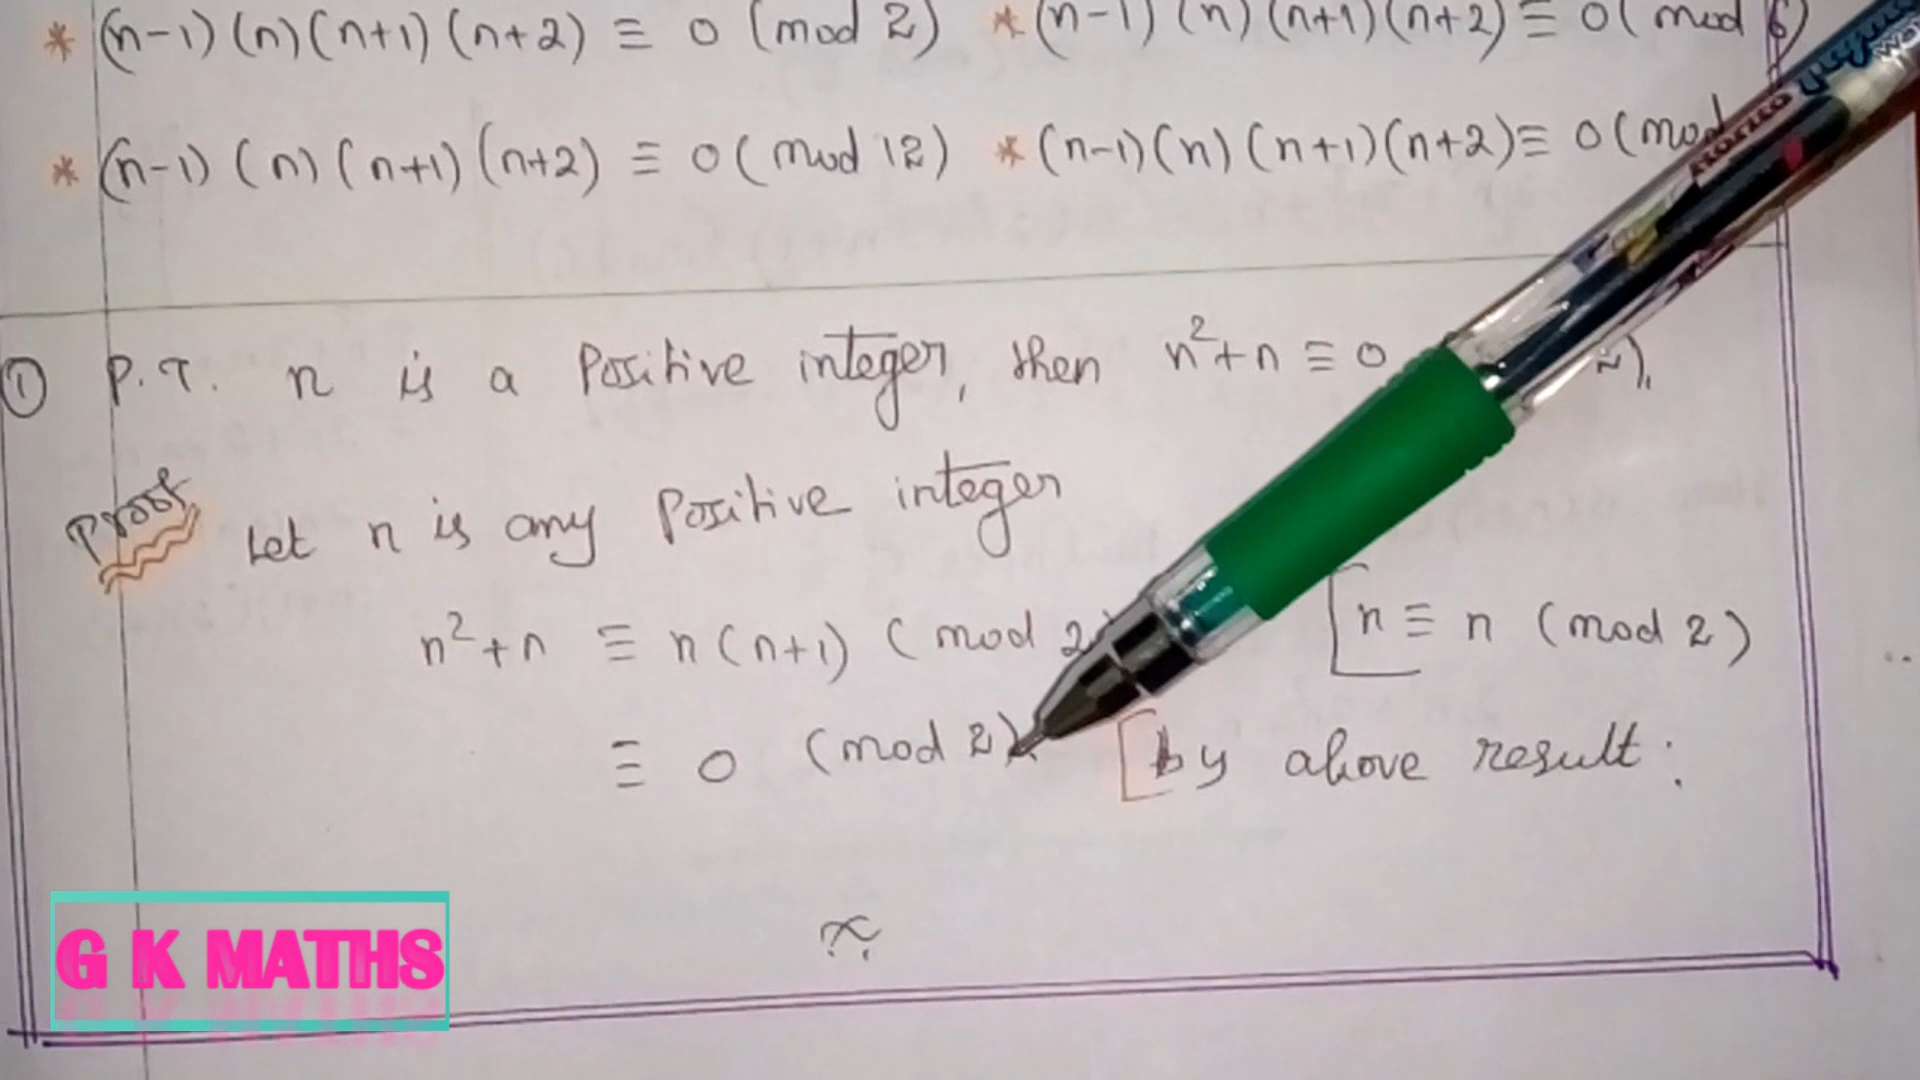 * (n-1) (n) (n+1) (n+2) ≡ 0 (mod 2) * (n-1) (n) (n+1) (n+2) ≡ 0 (mod 6)
* (n-1) (n) (n+1) (n+2) ≡ 0 (mod 12) * (n-1) (n) (n+1) (n+2) ≡ 0 (mod
① P.T. n is a Positive integer, then n²+n ≡ 0 2).
Proof
Let n is any Positive integer
n²+n ≡ n(n+1) (mod 2) [n ≡ n (mod 2)
≡ 0 (mod 2). [by above result:
G K MATHS